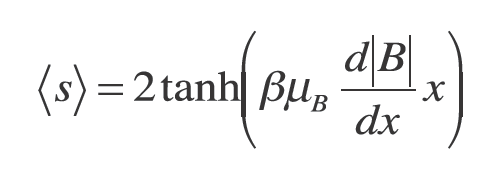 ⟨s⟩ = 2 tanh( βμ_B d|B|/dx x )